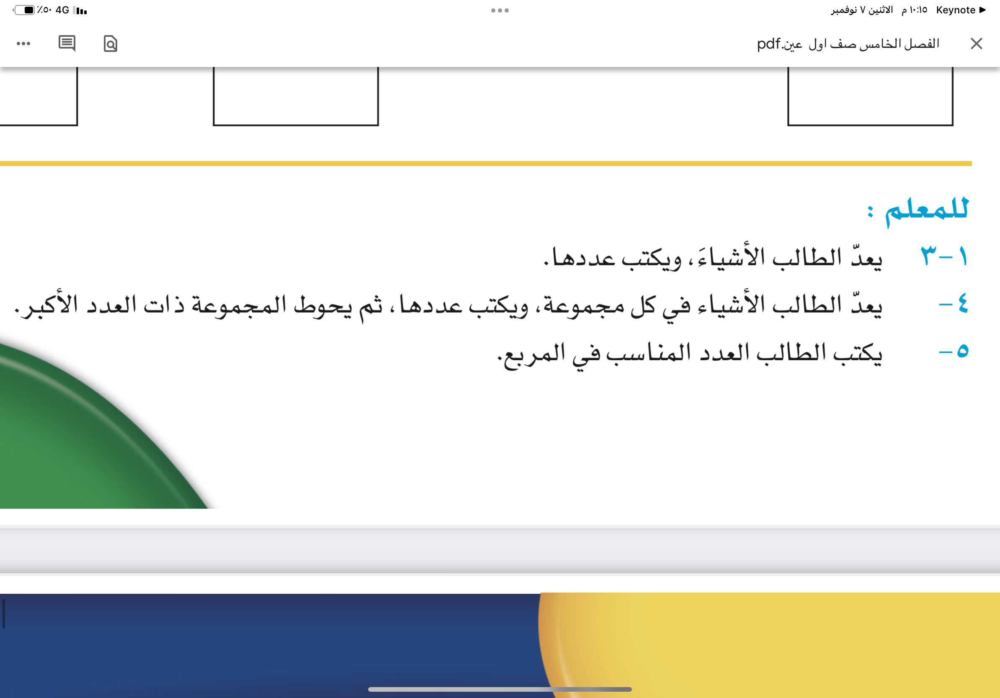 ◀ Keynote ١٠:١٥ م الاثنين ٧ نوفمبر 4G ٥٠٪
الفصل الخامس صف اول عين.pdf
للمعلم :
١-٣ يعدّ الطالب الأشياءَ، ويكتب عددها.
٤- يعدّ الطالب الأشياء في كل مجموعة، ويكتب عددها، ثم يحوط المجموعة ذات العدد الأكبر.
٥- يكتب الطالب العدد المناسب في المربع.